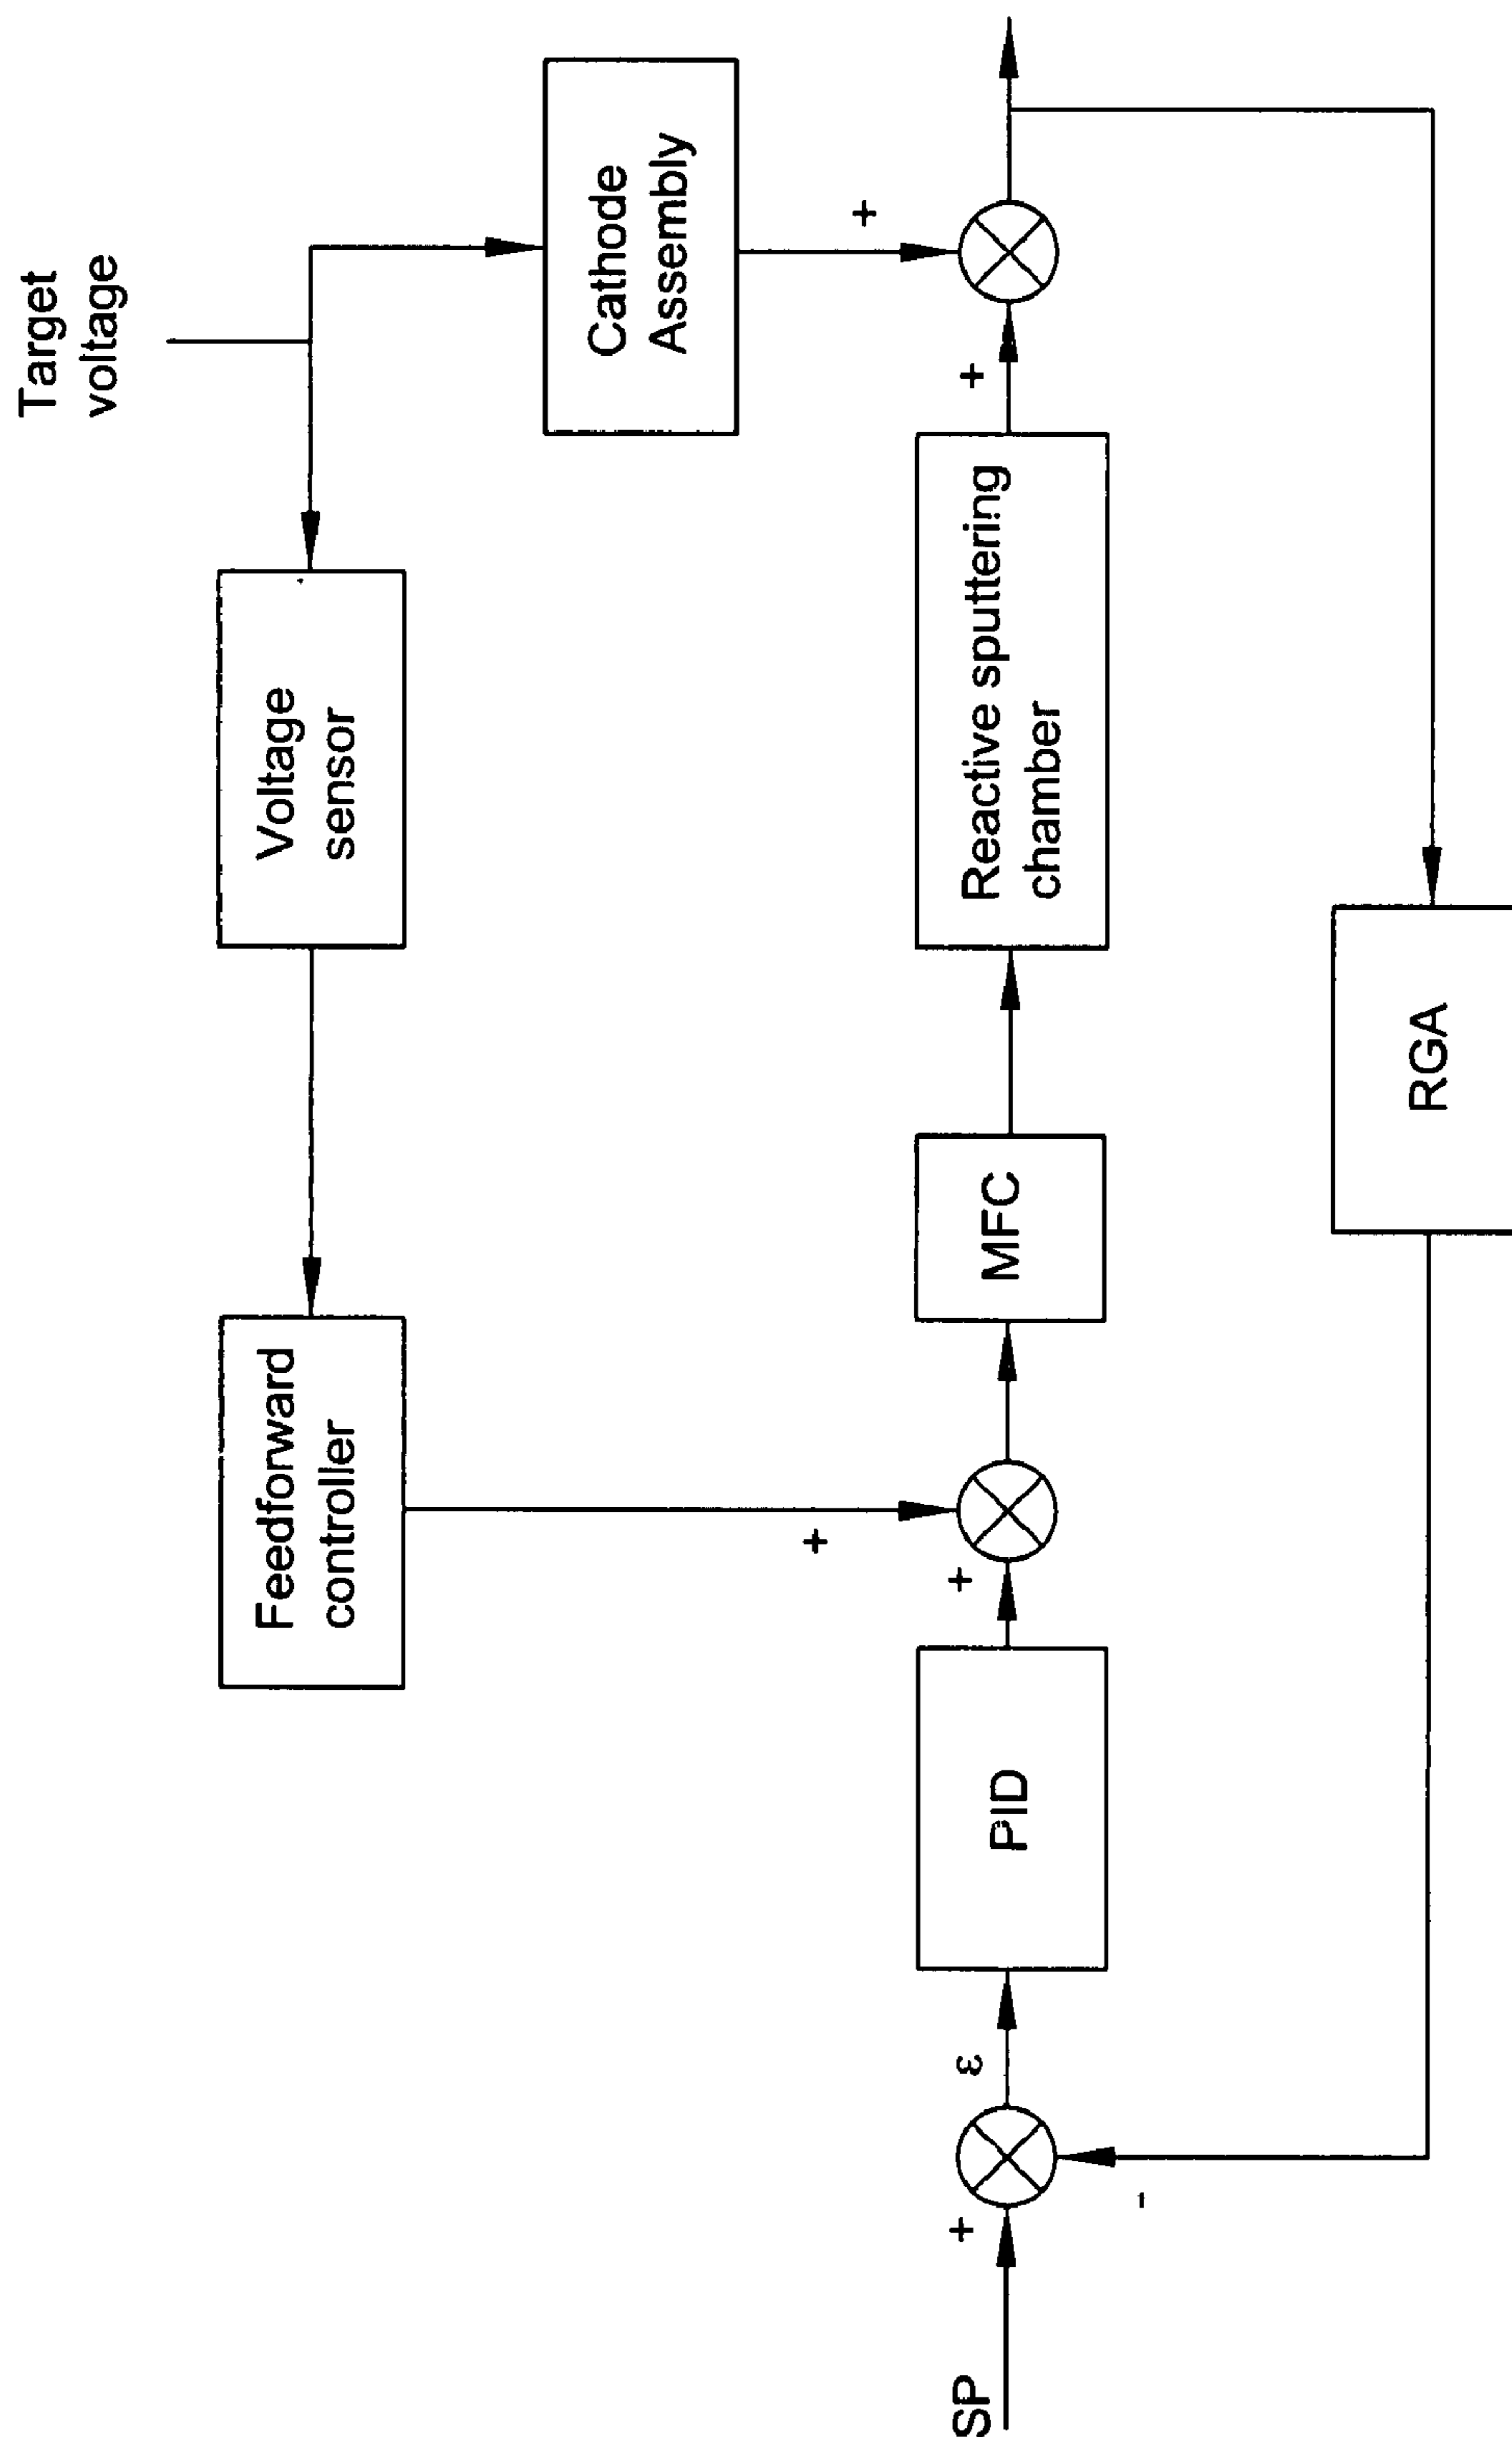 Target
voltage
Voltage
sensor
Feedforward
controller
Cathode
Assembly
+
SP
+
-
ε
PID
+
+
MFC
Reactive sputtering
chamber
+
RGA